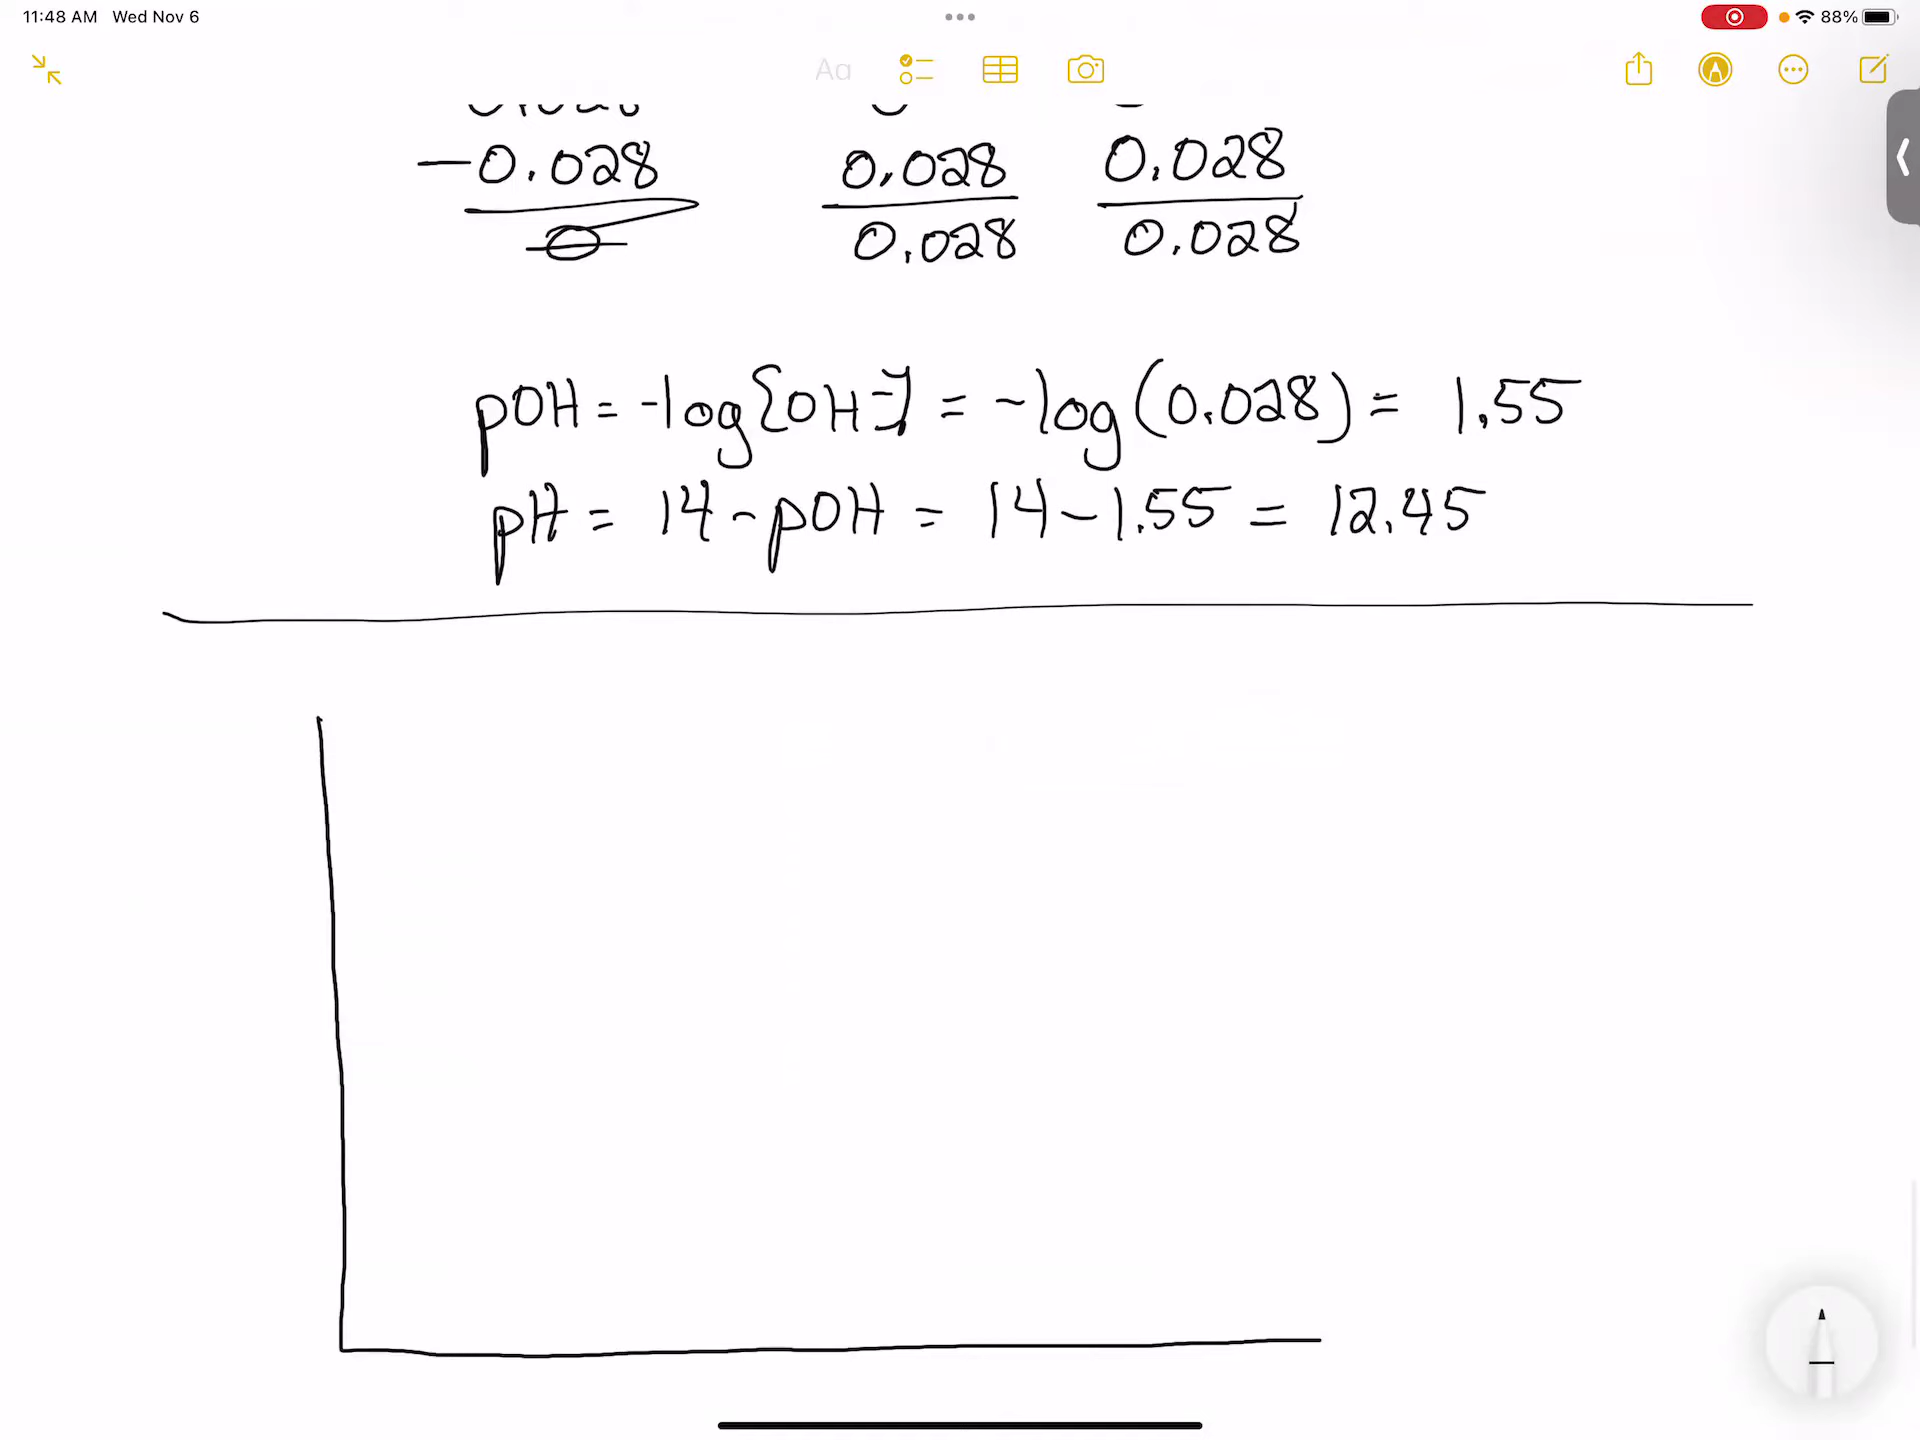 11:48 AM Wed Nov 6
88%
Aa
-0.028 0.028 0.028
0 0.028 0.028
pOH = -log[OH-] = -log(0.028) = 1.55
pH = 14 - pOH = 14 - 1.55 = 12.45